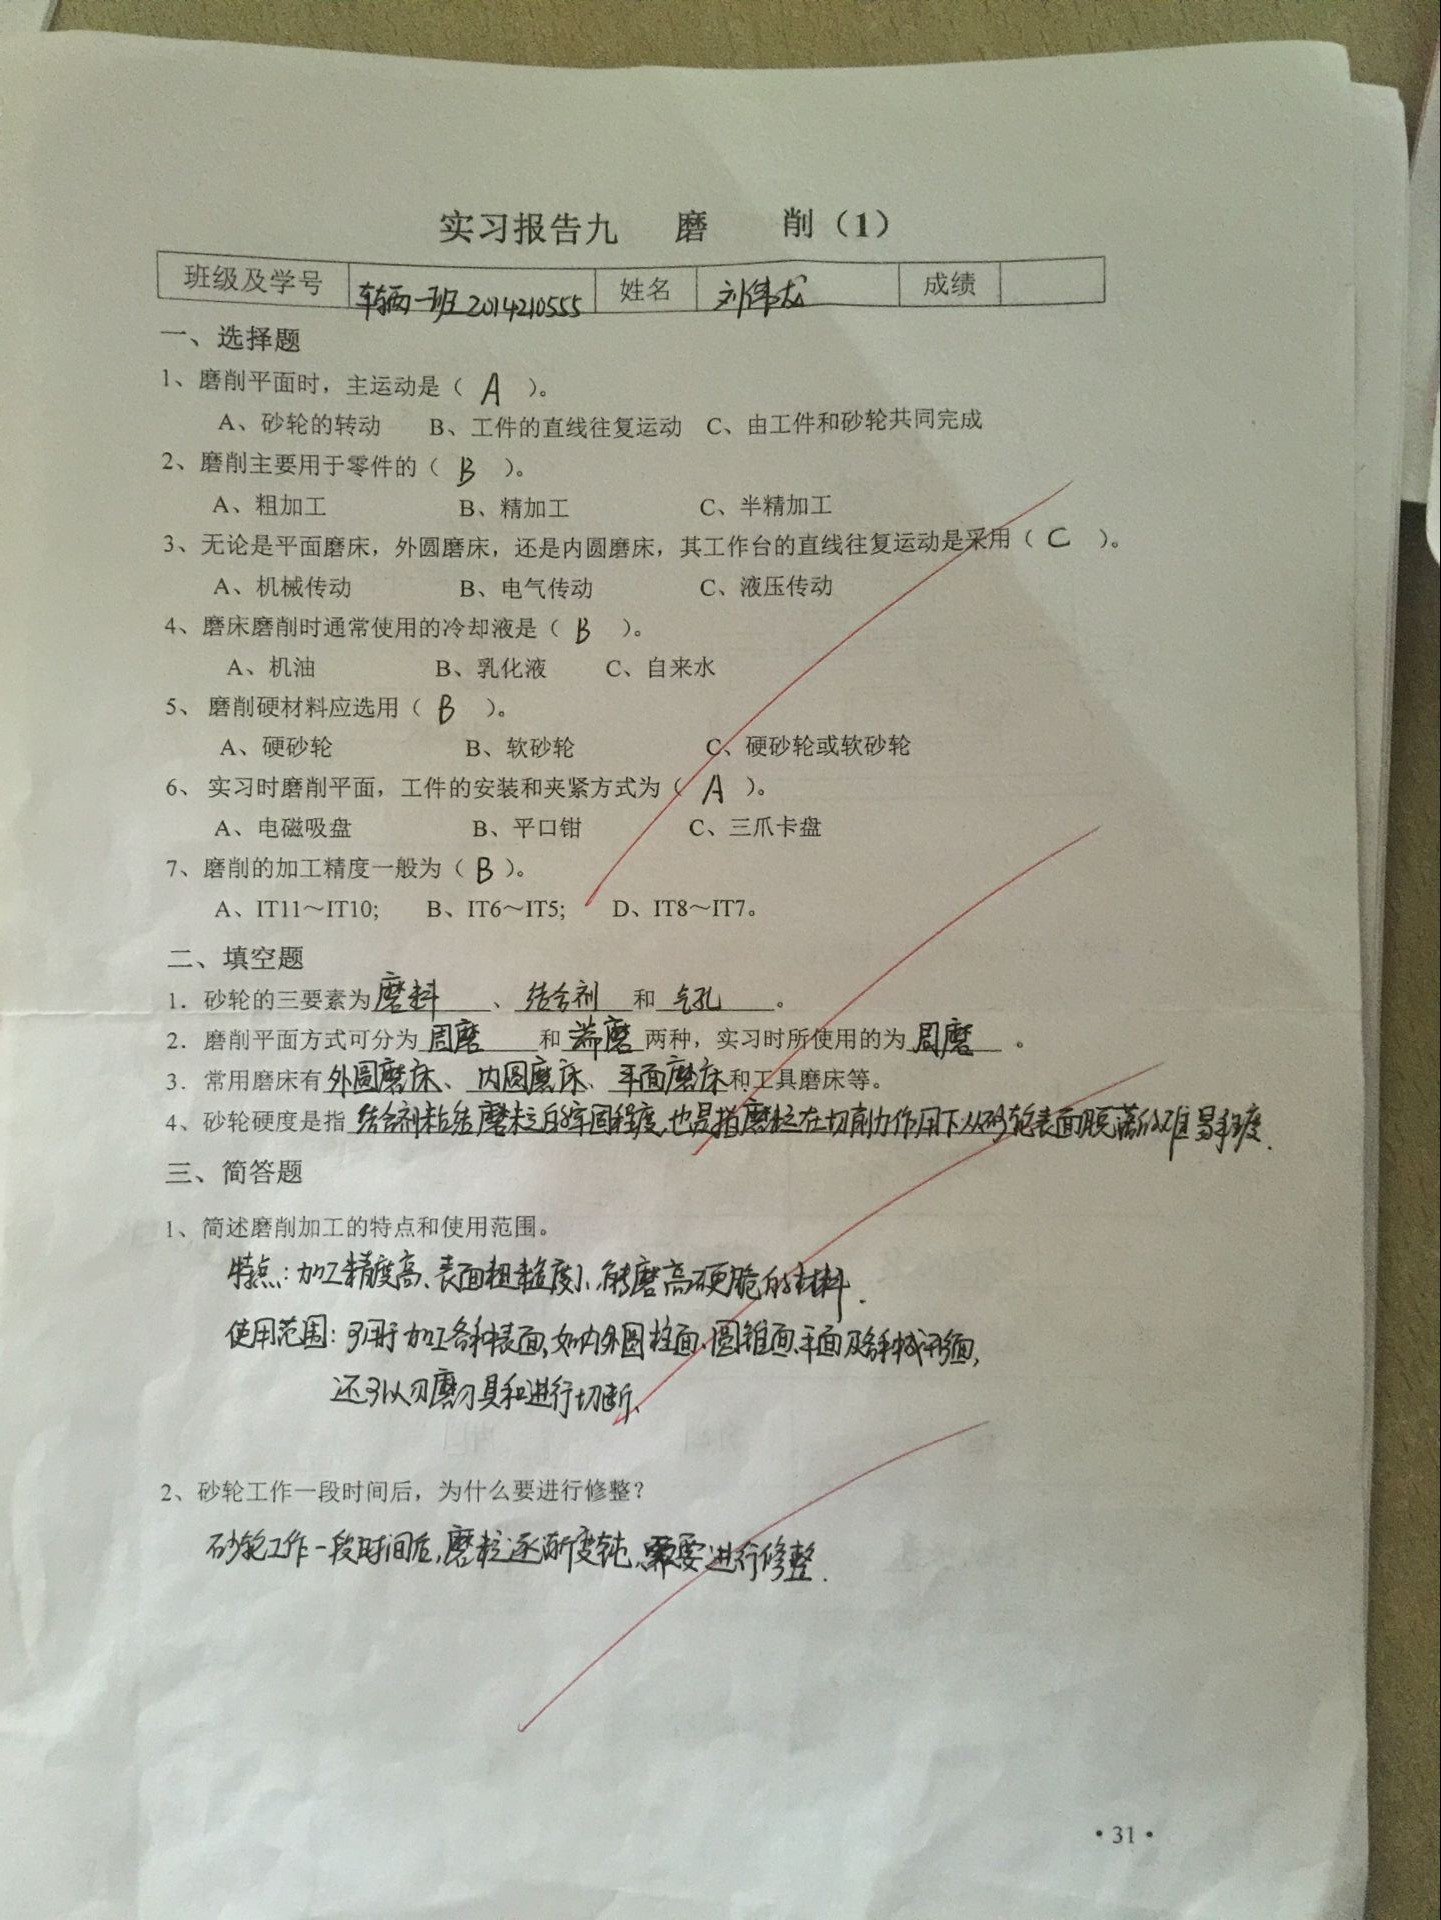 实习报告九 磨 削（1）
班级及学号 车辆一班 2014210555 姓名 刘伟龙 成绩
一、选择题
1、磨削平面时，主运动是（ A ）。
A、砂轮的转动 B、工件的直线往复运动 C、由工件和砂轮共同完成
2、磨削主要用于零件的（ B ）。
A、粗加工 B、精加工 C、半精加工
3、无论是平面磨床，外圆磨床，还是内圆磨床，其工作台的直线往复运动是采用（ C ）。
A、机械传动 B、电气传动 C、液压传动
4、磨床磨削时通常使用的冷却液是（ B ）。
A、机油 B、乳化液 C、自来水
5、 磨削硬材料应选用（ B ）。
A、硬砂轮 B、软砂轮 C、硬砂轮或软砂轮
6、 实习时磨削平面，工件的安装和夹紧方式为（ A ）。
A、电磁吸盘 B、平口钳 C、三爪卡盘
7、磨削的加工精度一般为（ B ）。
A、IT11～IT10; B、IT6～IT5; D、IT8～IT7。
二、填空题
1．砂轮的三要素为磨料、结合剂和气孔。
2．磨削平面方式可分为周磨和端磨两种，实习时所使用的为周磨。
3．常用磨床有外圆磨床、内圆磨床、平面磨床和工具磨床等。
4、砂轮硬度是指结合剂粘结磨粒的牢固程度，也是指磨粒在切削力作用下从砂轮表面脱落的难易程度.
三、简答题
1、简述磨削加工的特点和使用范围。
特点：加工精度高、表面粗糙度小、能磨高硬脆的材料.
使用范围：可用于加工各种表面，如内外圆柱面、圆锥面、平面及各种成形面，
还可以刃磨刀具和进行切断.
2、砂轮工作一段时间后，为什么要进行修整？
砂轮工作一段时间后，磨粒逐渐变钝，需要进行修整.
·31·